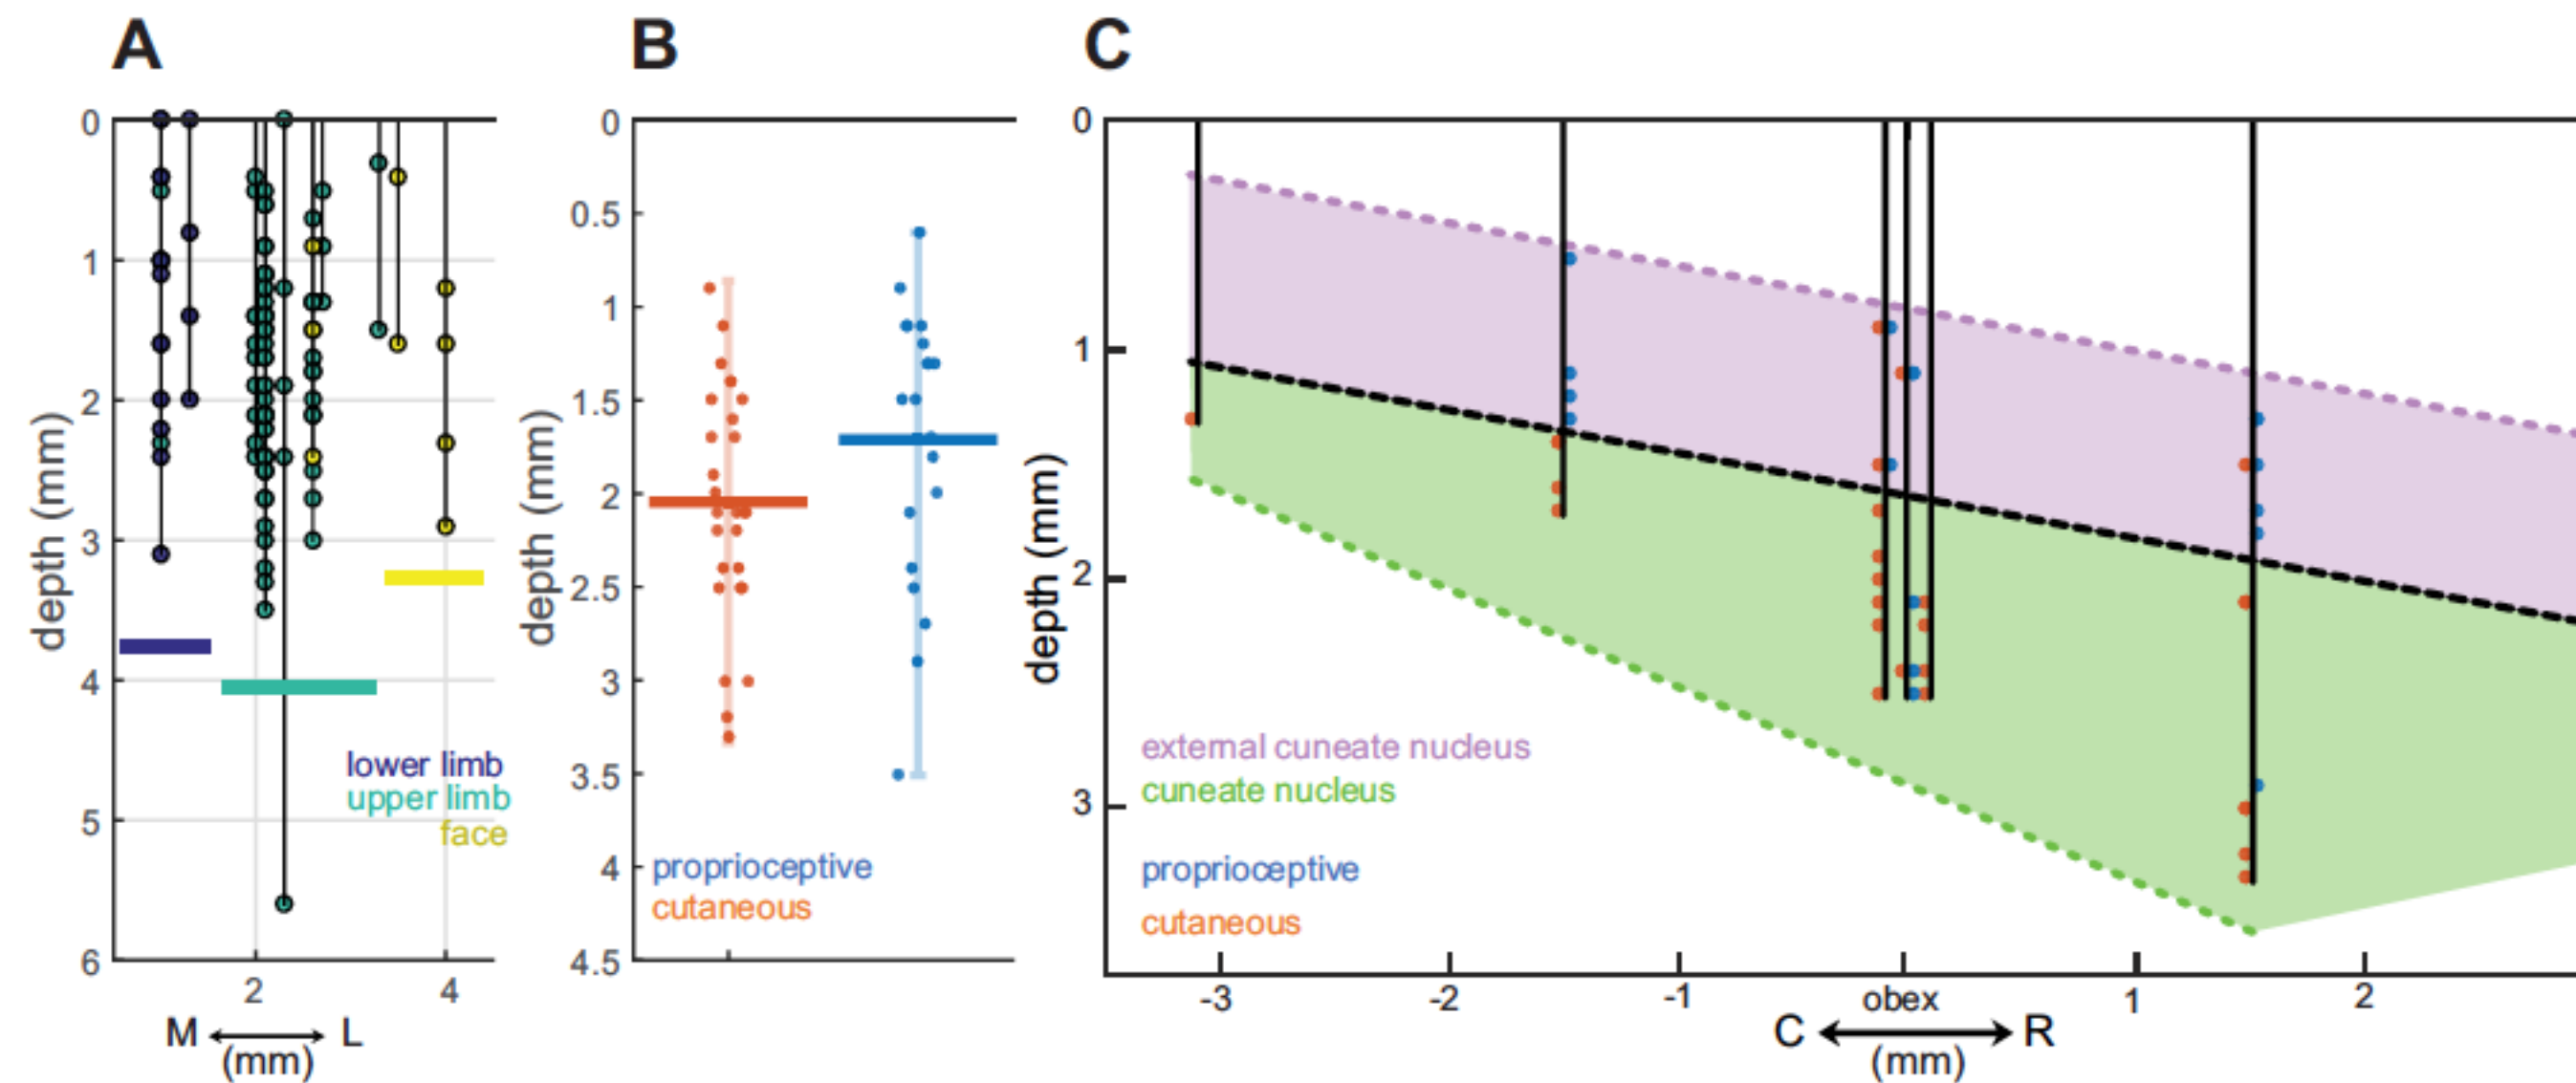 A
B
C
0
1
2
3
4
5
6
depth (mm)
lower limb
upper limb
face
2
4
M
L
(mm)
0
0.5
1
1.5
2
2.5
3
3.5
4
4.5
depth (mm)
proprioceptive
cutaneous
0
1
2
3
depth (mm)
external cuneate nucleus
cuneate nucleus
proprioceptive
cutaneous
-3
-2
-1
obex
1
2
C
R
(mm)